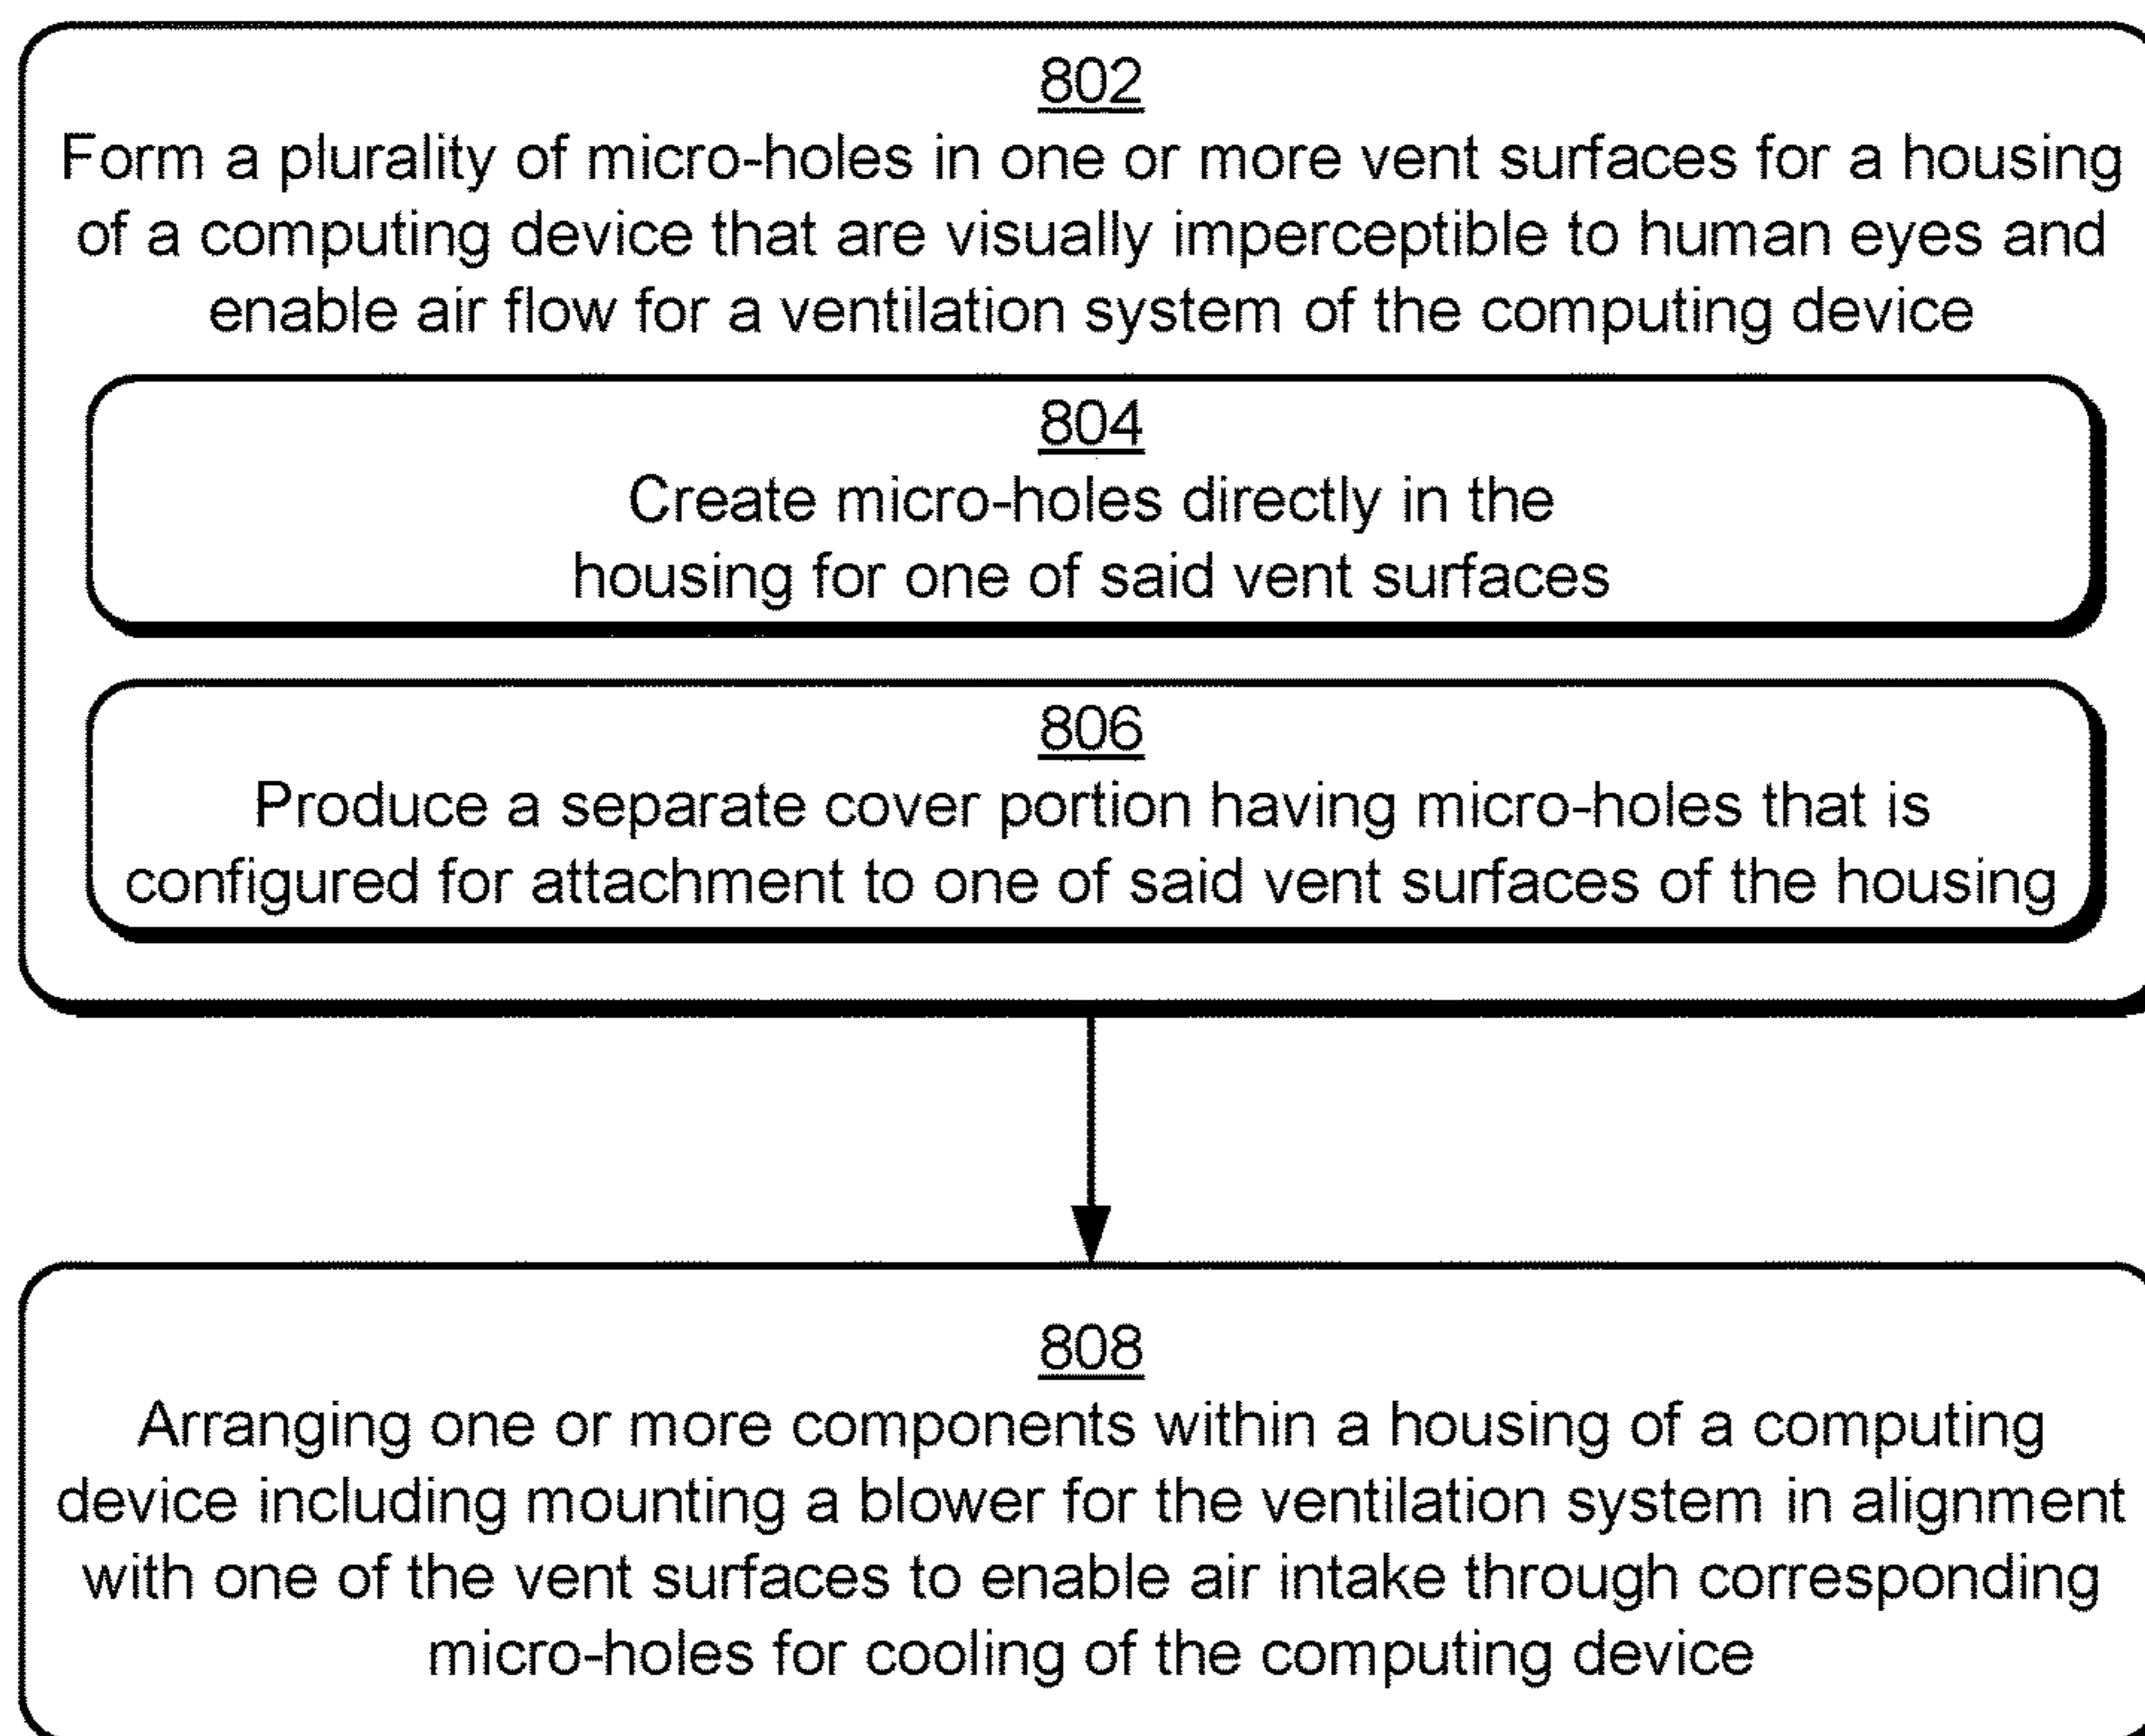 802
Form a plurality of micro-holes in one or more vent surfaces for a housing
of a computing device that are visually imperceptible to human eyes and
enable air flow for a ventilation system of the computing device
804
Create micro-holes directly in the
housing for one of said vent surfaces
806
Produce a separate cover portion having micro-holes that is
configured for attachment to one of said vent surfaces of the housing
808
Arranging one or more components within a housing of a computing
device including mounting a blower for the ventilation system in alignment
with one of the vent surfaces to enable air intake through corresponding
micro-holes for cooling of the computing device